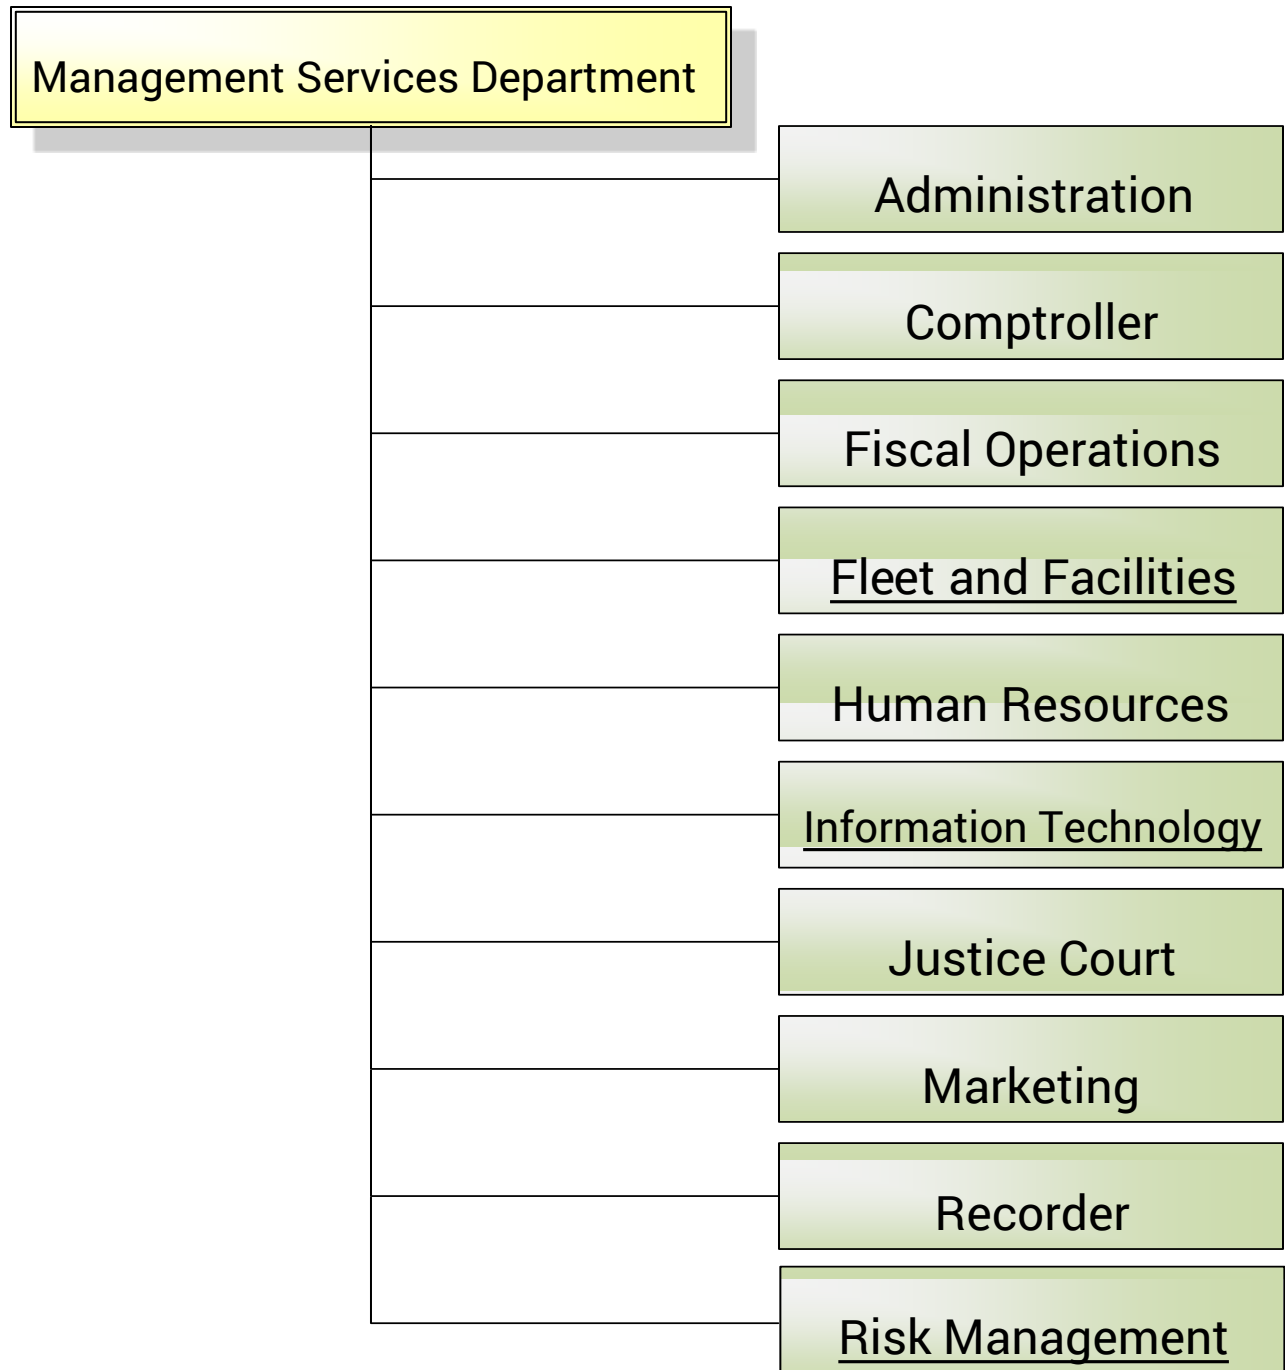 Management Services Department
Administration
Comptroller
Fiscal Operations
Fleet and Facilities
Human Resources
Information Technology
Justice Court
Marketing
Recorder
Risk Management